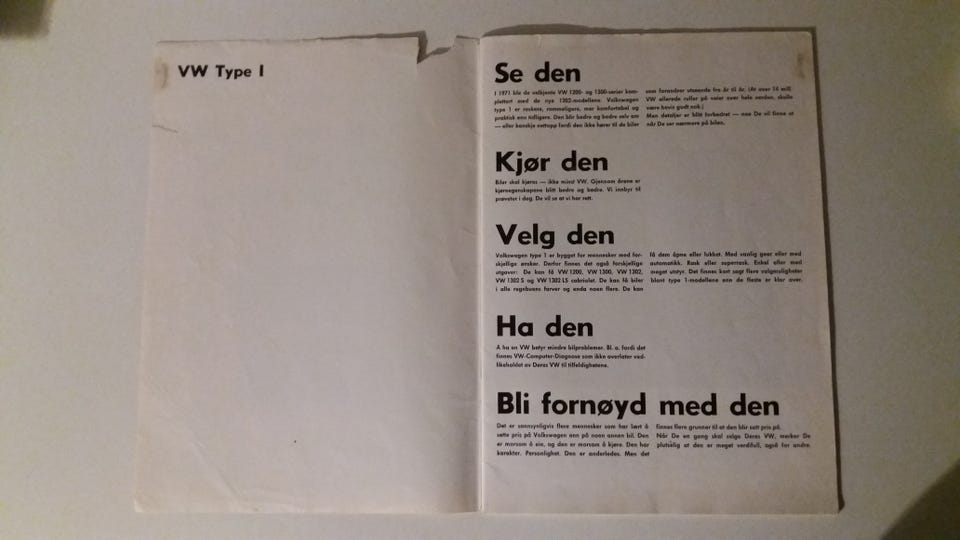 VW Type I
Se den
I 1971 ble de velkjente VW 1200- og 1300-serier kom-
plettert med de nye 1302-modellene. Volkswagen
type 1 er raskere, rommeligere, mer komfortabel og
praktisk enn tidligere. Den blir bedre og bedre selv om
— eller kanskje nettopp fordi den ikke hører til de biler
som forandrer utseende fra år til år. (At over 14 mill.
VW allerede ruller på veier over hele verden, skulle
være bevis godt nok.)
Men detaljer er blitt forbedret — noe De vil finne ut
når De ser nærmere på bilen.
Kjør den
Biler skal kjøres — ikke minst VW. Gjennom årene er
kjøreegenskapene blitt bedre og bedre. Vi innbyr til
prøvetur i dag. De vil se at vi har rett.
Velg den
Volkswagen type 1 er bygget for mennesker med for-
skjellige ønsker. Derfor finnes det også forskjellige
utgaver: De kan få VW 1200, VW 1300, VW 1302,
VW 1302 S og VW 1302 LS cabriolet. De kan få biler
i alle regnbuens farver og enda noen flere. De kan
få dem åpne eller lukket. Med vanlig gear eller med
automatikk. Rask eller superrask. Enkel eller med
meget utstyr. Det finnes kort sagt flere valgmuligheter
blant type 1-modellene enn de fleste er klar over.
Ha den
Å ha en VW betyr mindre bilproblemer. Bl. a. fordi det
finnes VW-Computer-Diagnose som ikke overlater ved-
likeholdet av Deres VW til tilfeldighetene.
Bli fornøyd med den
Det er sannsynligvis flere mennesker som har lært å
sette pris på Volkswagen enn på noen annen bil. Den
er morsom å eie, og den er morsom å kjøre. Den har
karakter. Personlighet. Den er anderledes. Men det
finnes flere grunner til at den blir satt pris på.
Når De en gang skal selge Deres VW, merker De
plutselig at den er meget verdifull, også for andre.